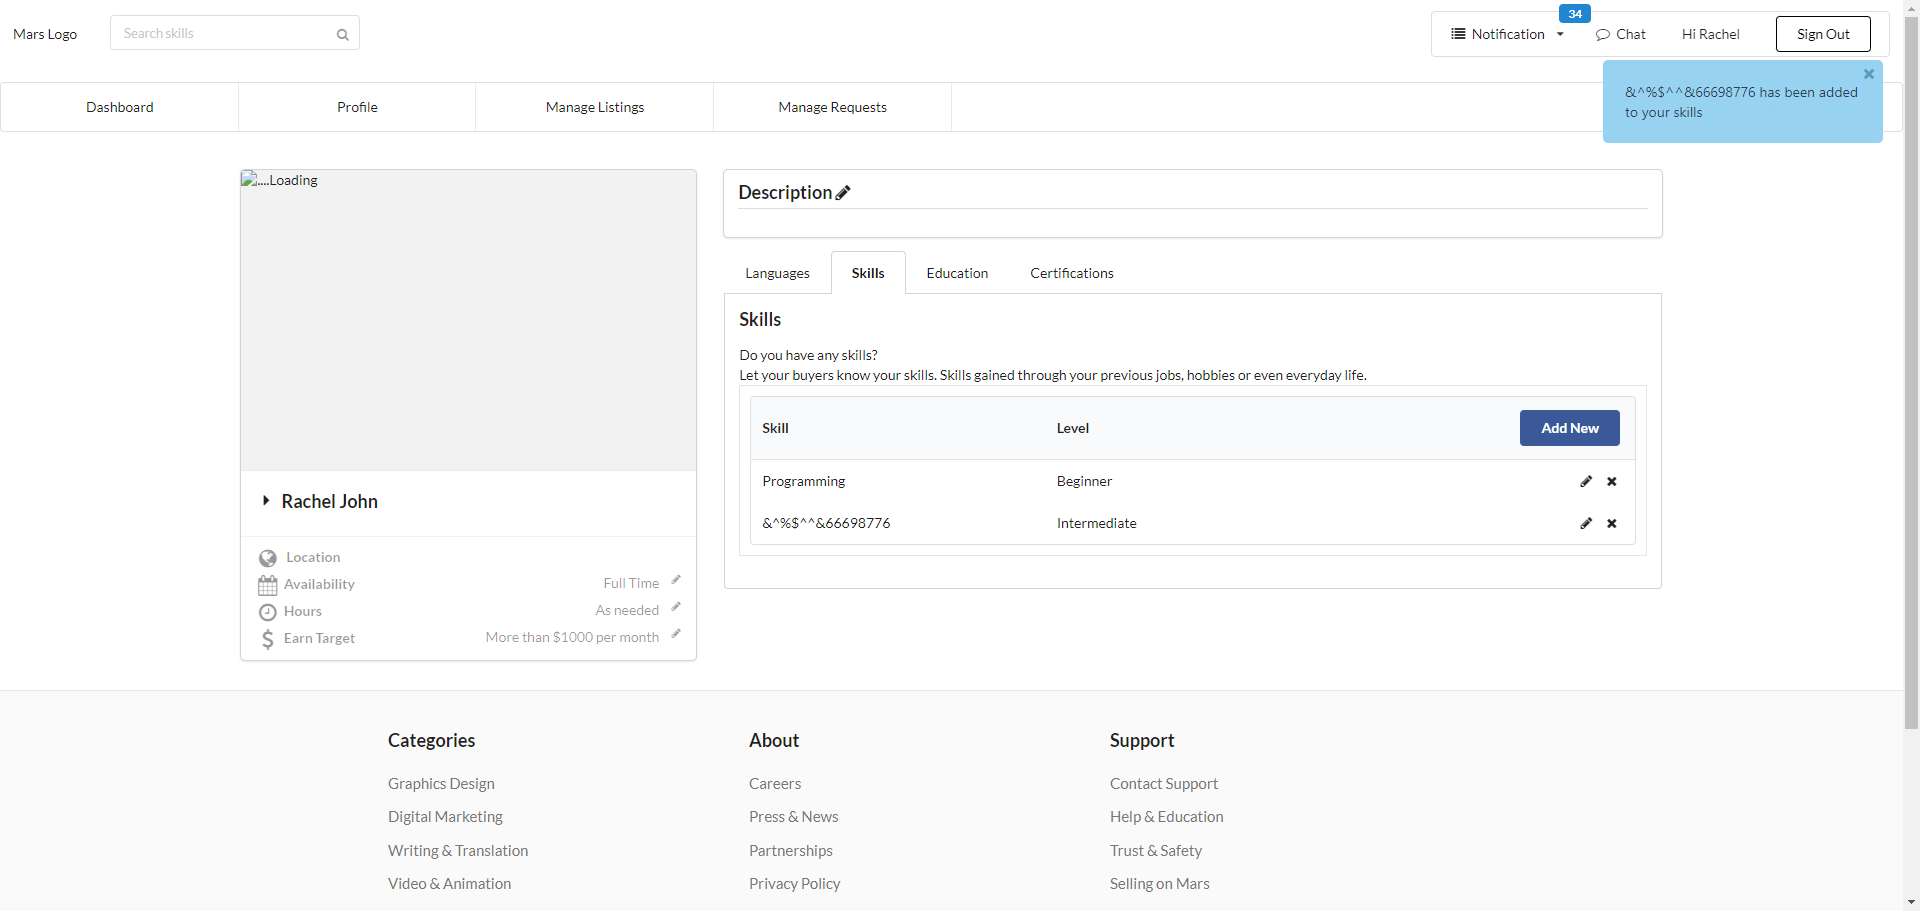 Mars Logo
Search skills
34
Notification
Chat
Hi Rachel
Sign Out
&^%$^^&66698776 has been added
to your skills
Dashboard
Profile
Manage Listings
Manage Requests
....Loading
Rachel John
Location
Availability
Full Time
Hours
As needed
Earn Target
More than $1000 per month
Description
Languages
Skills
Education
Certifications
Skills
Do you have any skills?
Let your buyers know your skills. Skills gained through your previous jobs, hobbies or even everyday life.
Skill
Level
Add New
Programming
Beginner
&^%$^^&66698776
Intermediate
Categories
Graphics Design
Digital Marketing
Writing & Translation
Video & Animation
About
Careers
Press & News
Partnerships
Privacy Policy
Support
Contact Support
Help & Education
Trust & Safety
Selling on Mars